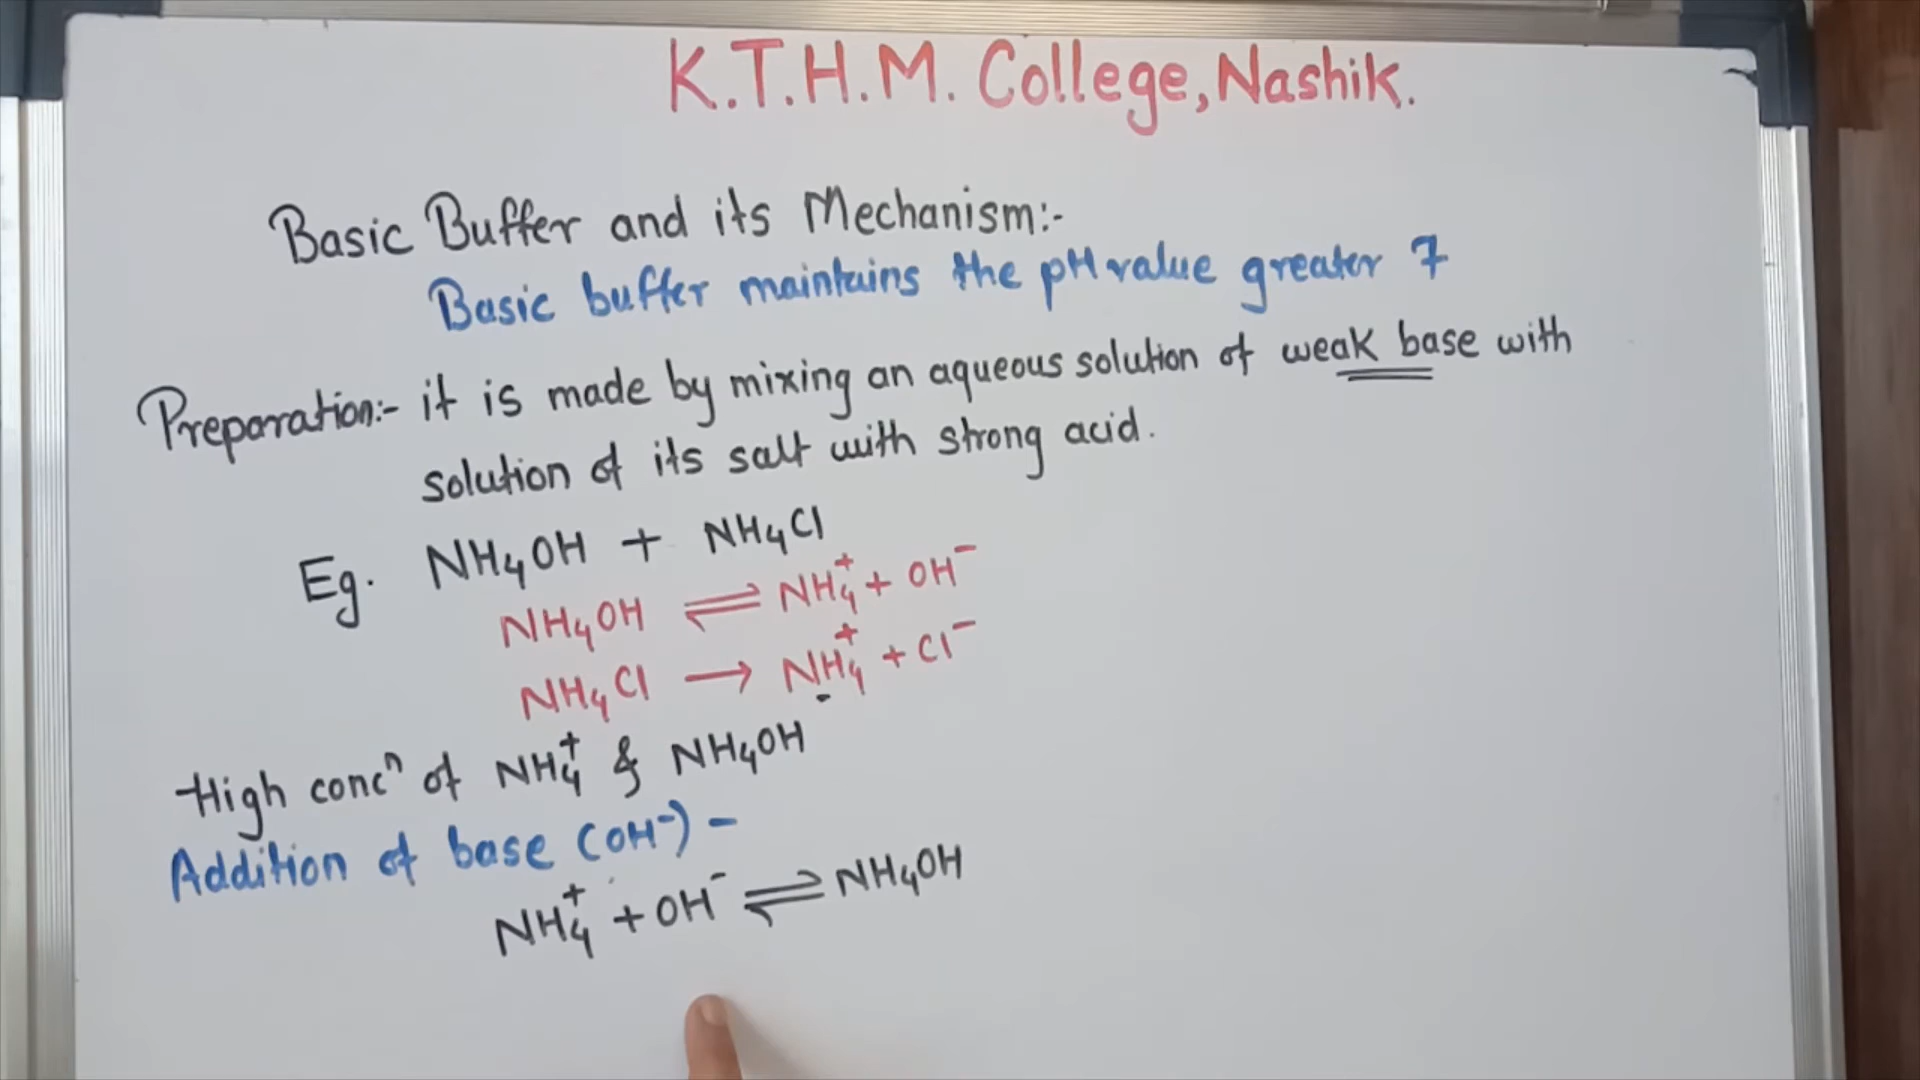 K.T.H.M. College, Nashik.
Basic Buffer and its Mechanism:-
Basic buffer maintains the pH value greater 7
Preparation:- it is made by mixing an aqueous solution of weak base with
solution of its salt with strong acid.
Eg. NH₄OH + NH₄Cl
NH₄OH ⇌ NH₄⁺ + OH⁻
NH₄Cl → NH₄⁺ + Cl⁻
High concⁿ of NH₄⁺ & NH₄OH
Addition of base (OH⁻) -
NH₄⁺ + OH⁻ ⇌ NH₄OH